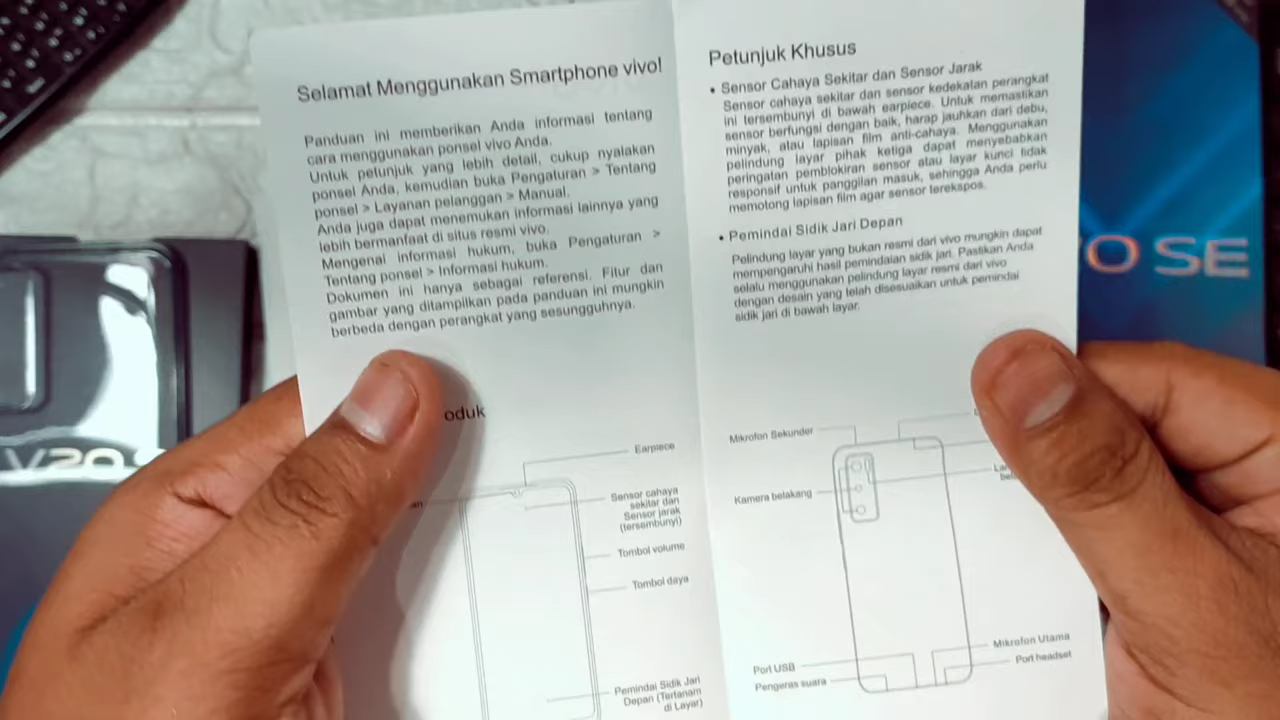 Selamat Menggunakan Smartphone vivo!
Panduan ini memberikan Anda informasi tentang
cara menggunakan ponsel vivo Anda.
Untuk petunjuk yang lebih detail, cukup nyalakan
ponsel Anda, kemudian buka Pengaturan > Tentang
ponsel > Layanan pelanggan > Manual.
Anda juga dapat menemukan informasi lainnya yang
lebih bermanfaat di situs resmi vivo.
Mengenai informasi hukum, buka Pengaturan >
Tentang ponsel > Informasi hukum.
Dokumen ini hanya sebagai referensi. Fitur dan
gambar yang ditampilkan pada panduan ini mungkin
berbeda dengan perangkat yang sesungguhnya.
oduk
Earpiece
an
Sensor cahaya
sekitar dan
Sensor jarak
(tersembunyi)
Tombol volume
Tombol daya
Pemindai Sidik Jari
Depan (Tertanam
di Layar)
Petunjuk Khusus
• Sensor Cahaya Sekitar dan Sensor Jarak
Sensor cahaya sekitar dan sensor kedekatan perangkat
ini tersembunyi di bawah earpiece. Untuk memastikan
sensor berfungsi dengan baik, harap jauhkan dari debu,
minyak, atau lapisan film anti-cahaya. Menggunakan
pelindung layar pihak ketiga dapat menyebabkan
peringatan pemblokiran sensor atau layar kunci tidak
responsif untuk panggilan masuk, sehingga Anda perlu
memotong lapisan film agar sensor terekspos.
• Pemindai Sidik Jari Depan
Pelindung layar yang bukan resmi dari vivo mungkin dapat
mempengaruhi hasil pemindaian sidik jari. Pastikan Anda
selalu menggunakan pelindung layar resmi dari vivo
dengan desain yang telah disesuaikan untuk pemindai
sidik jari di bawah layar.
Mikrofon Sekunder
Kamera belakang
Mikrofon Utama
Port USB
Port headset
Pengeras suara
V20
O SE